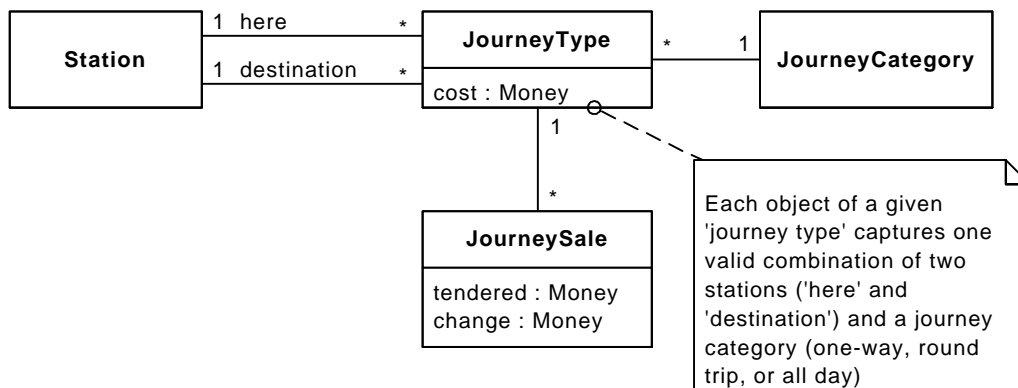 1 here *
JourneyType
* 1
Station
JourneyCategory
1 destination *
cost : Money
1
*
JourneySale
tendered : Money
change : Money
Each object of a given
'journey type' captures one
valid combination of two
stations ('here' and
'destination') and a journey
category (one-way, round
trip, or all day)